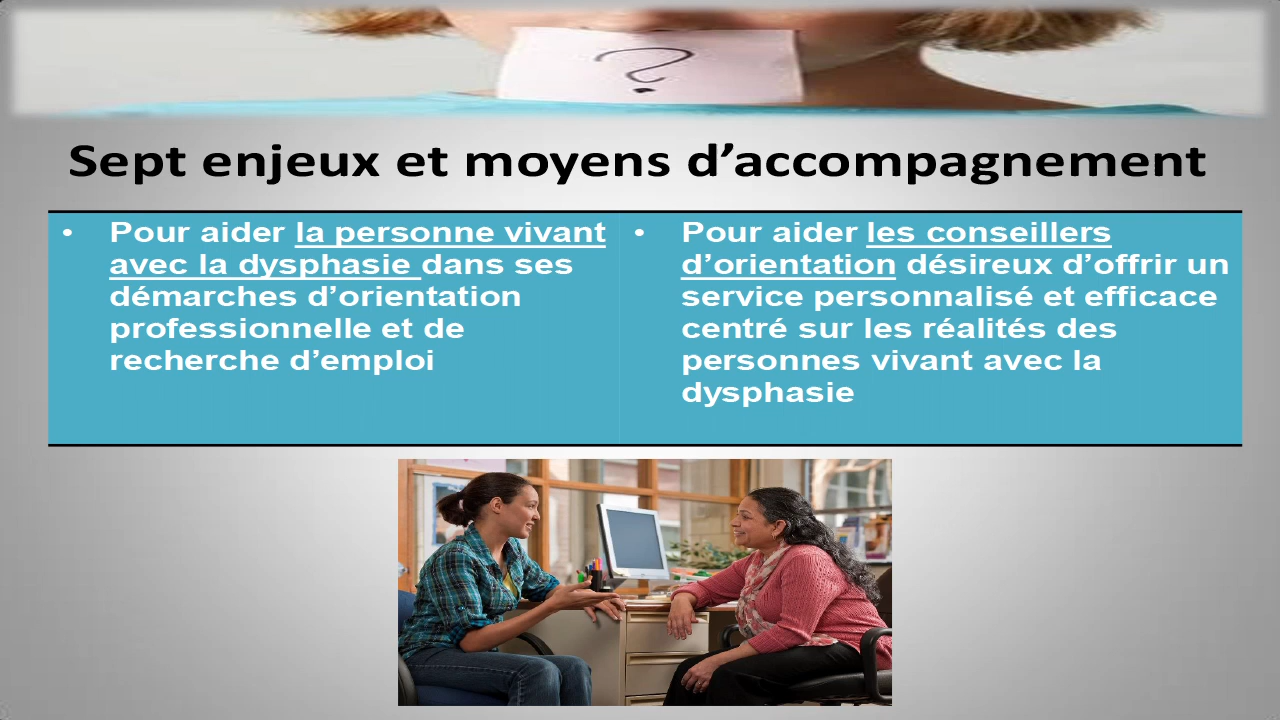 ?
Sept enjeux et moyens d’accompagnement
• Pour aider la personne vivant
avec la dysphasie dans ses
démarches d’orientation
professionnelle et de
recherche d’emploi
• Pour aider les conseillers
d’orientation désireux d’offrir un
service personnalisé et efficace
centré sur les réalités des
personnes vivant avec la
dysphasie